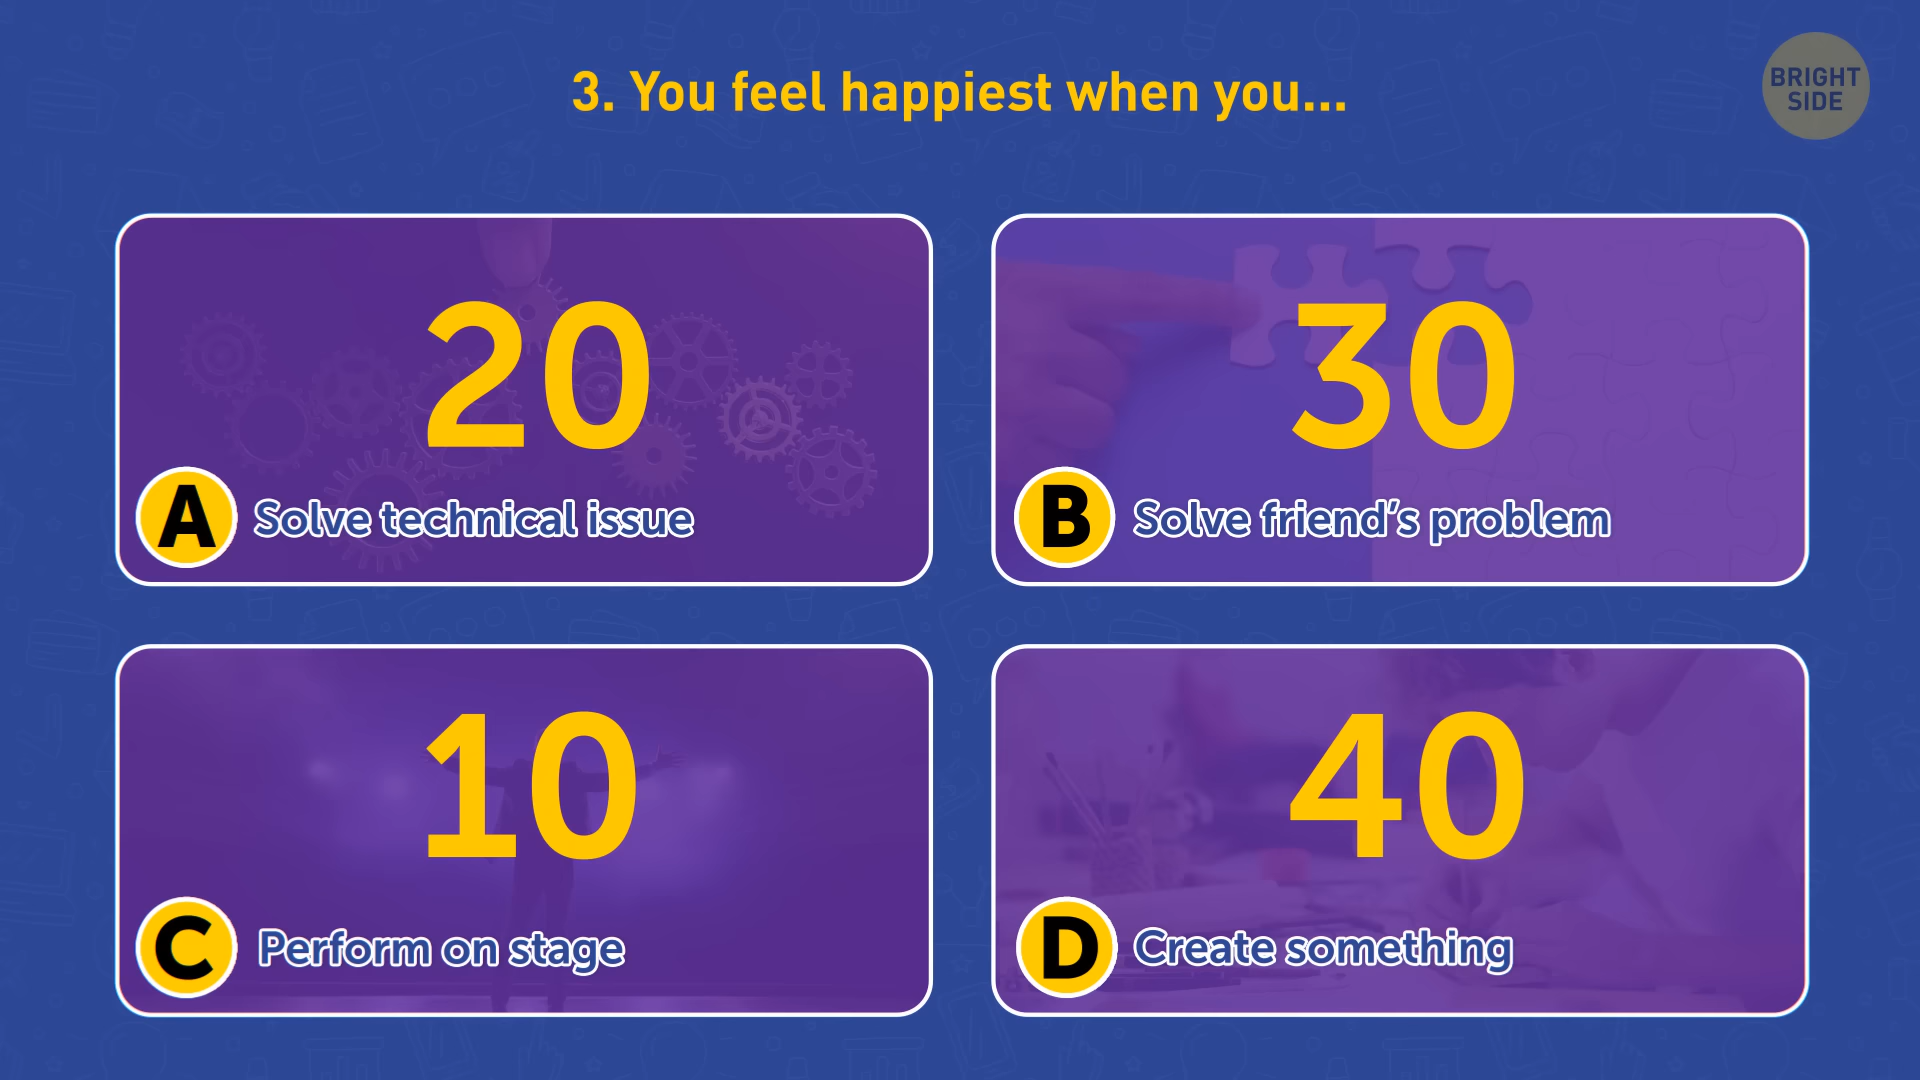 3. You feel happiest when you...
BRIGHT
SIDE
20
A Solve technical issue
30
B Solve friend's problem
10
C Perform on stage
40
D Create something